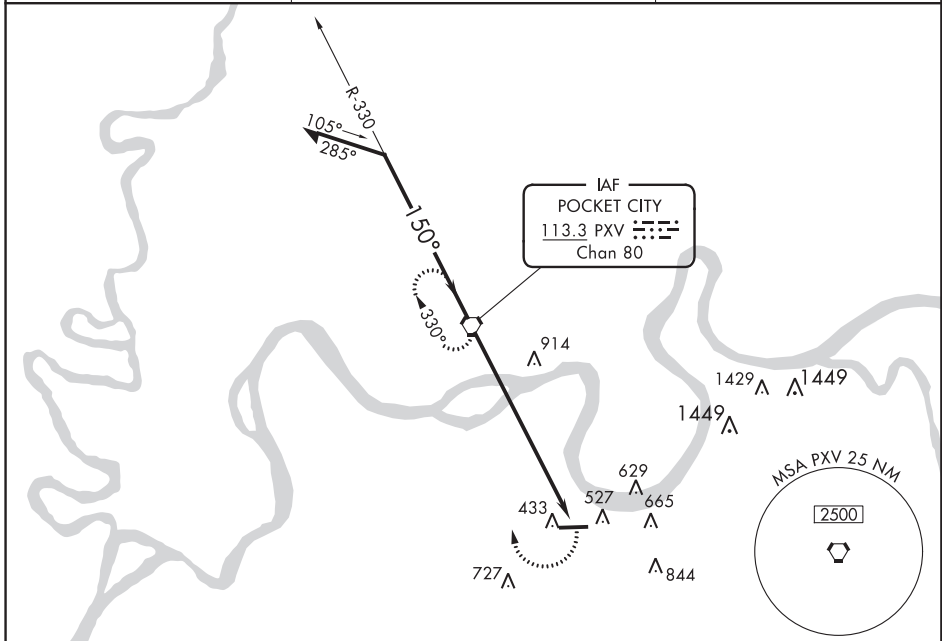 R-330
105°
285°
150°
IAF
POCKET CITY
113.3 PXV
Chan 80
330°
914
1429
1449
1449
MSA PXV 25 NM
2500
629
527
665
433
727
844